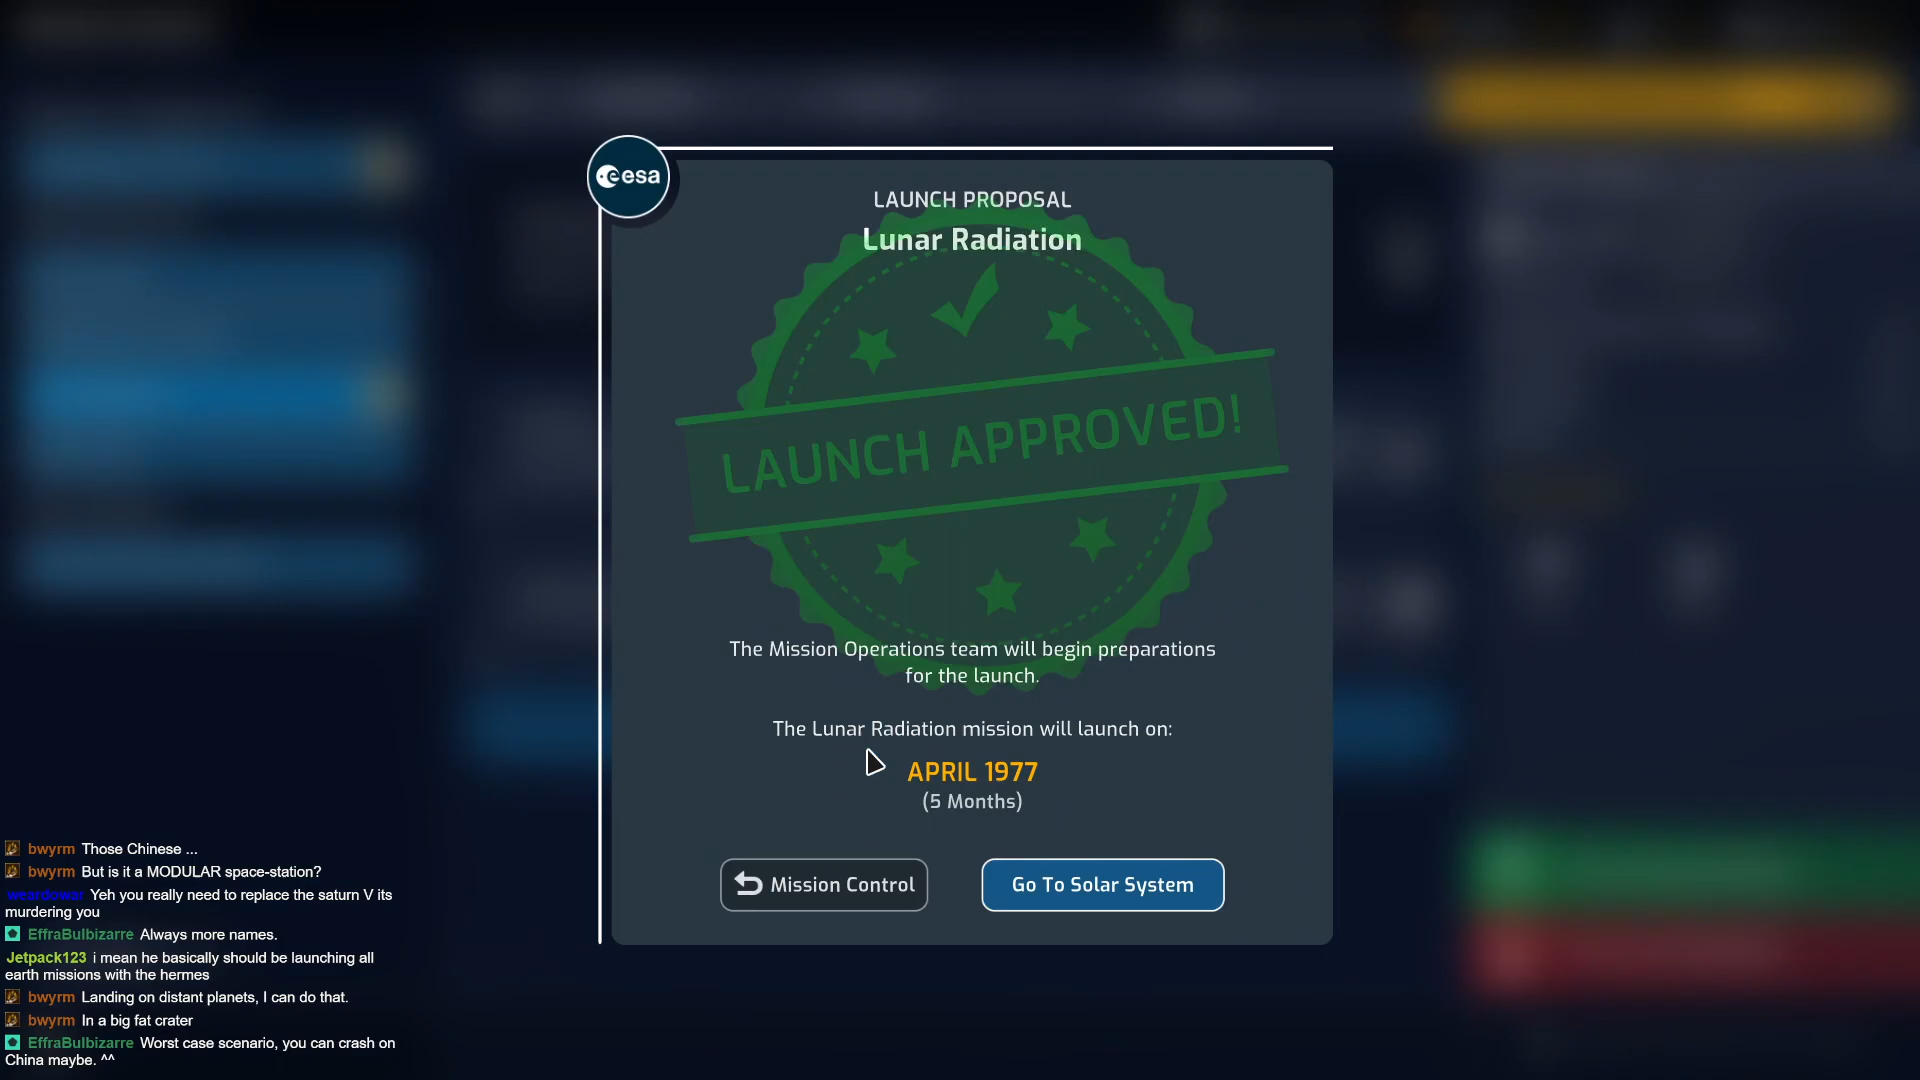 esa
LAUNCH PROPOSAL
Lunar Radiation
LAUNCH APPROVED!
The Mission Operations team will begin preparations
for the launch.
The Lunar Radiation mission will launch on:
APRIL 1977
(5 Months)
Mission Control
Go To Solar System
bwyrm Those Chinese ...
bwyrm But is it a MODULAR space-station?
weardowar Yeh you really need to replace the saturn V its
murdering you
EffraBulbizarre Always more names.
Jetpack123 i mean he basically should be launching all
earth missions with the hermes
bwyrm Landing on distant planets, I can do that.
bwyrm In a big fat crater
EffraBulbizarre Worst case scenario, you can crash on
China maybe. ^^